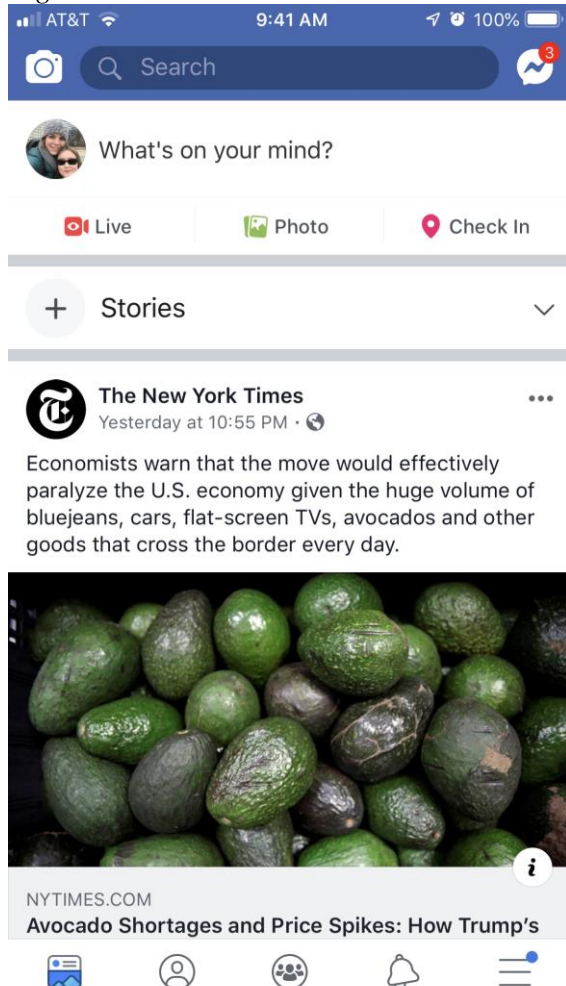 AT&T 9:41 AM 100%
Search 3
What's on your mind?
Live Photo Check In
+ Stories
The New York Times
Yesterday at 10:55 PM ·
Economists warn that the move would effectively
paralyze the U.S. economy given the huge volume of
bluejeans, cars, flat-screen TVs, avocados and other
goods that cross the border every day.
i
NYTIMES.COM
Avocado Shortages and Price Spikes: How Trump’s